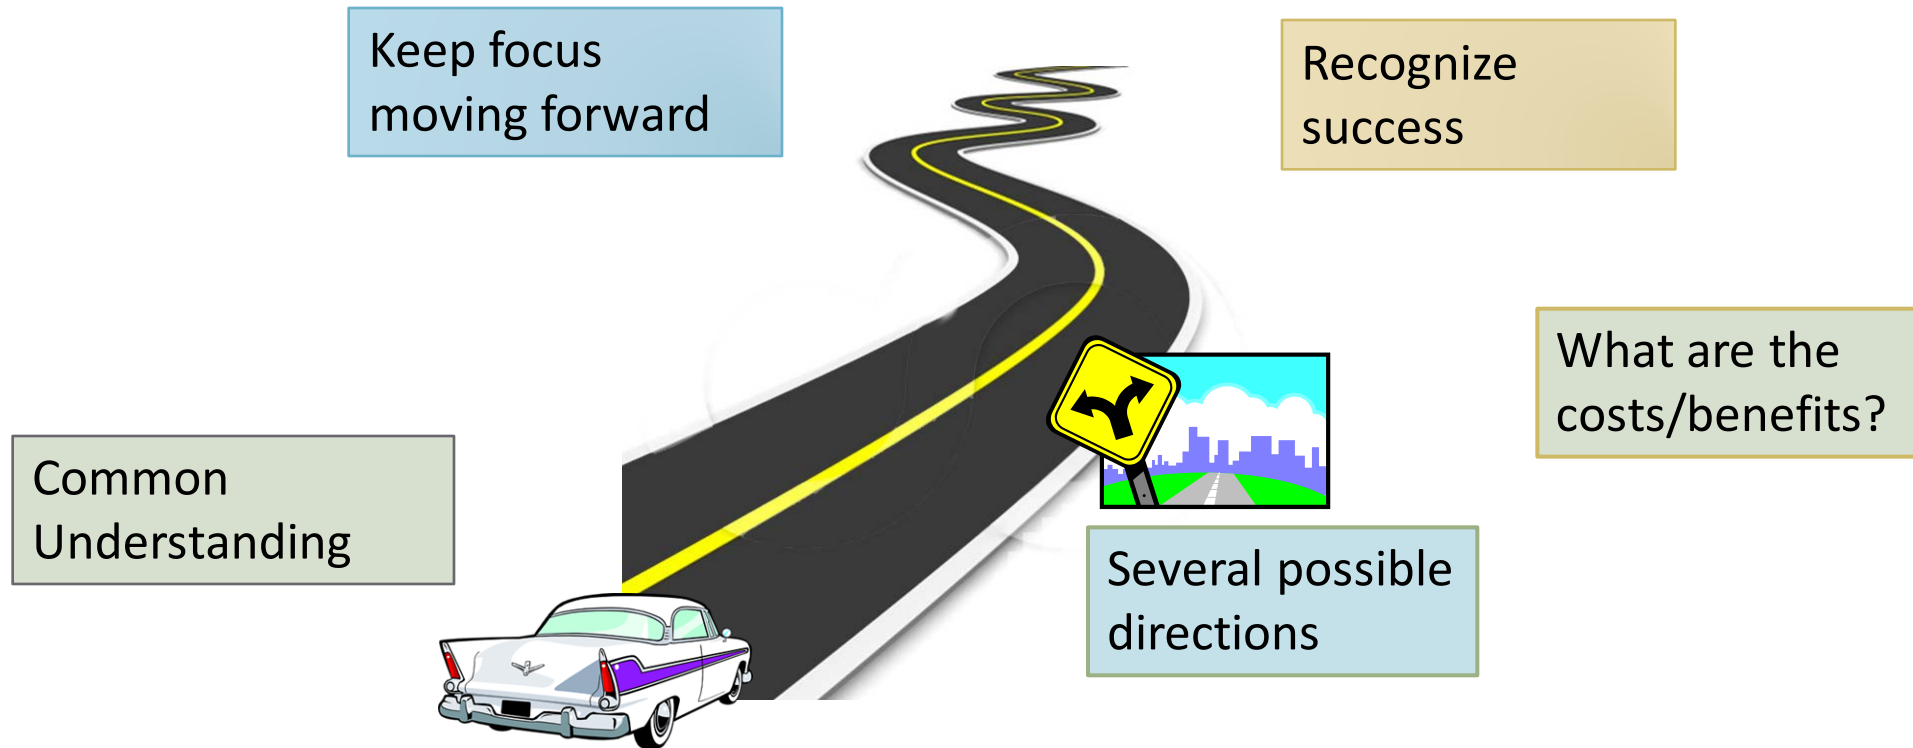 Keep focus
moving forward
Recognize
success
What are the
costs/benefits?
Common
Understanding
Several possible
directions